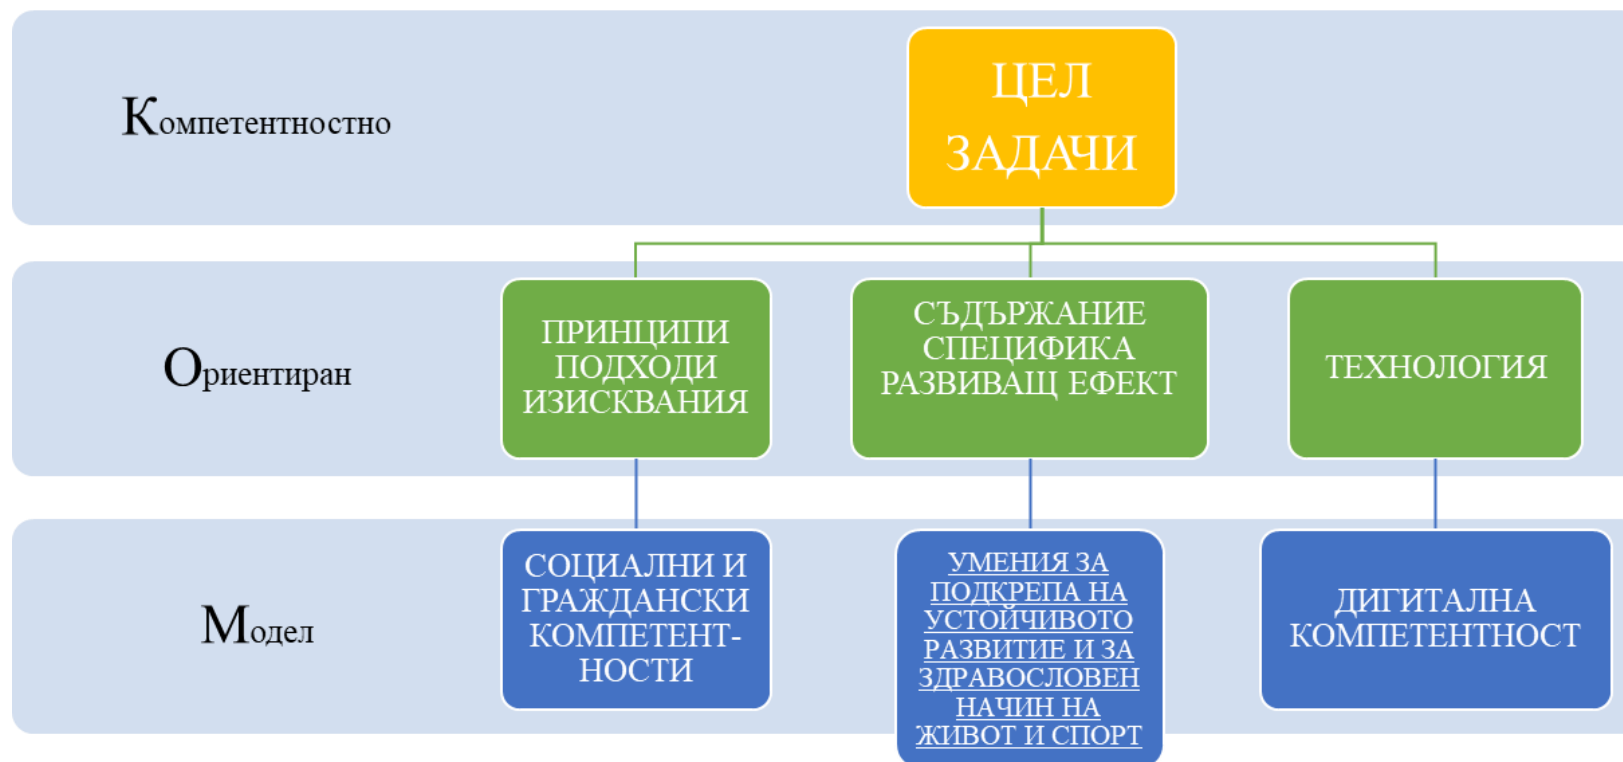 Компетентностно
ЦЕЛ
ЗАДАЧИ
Ориентиран
ПРИНЦИПИ
ПОДХОДИ
ИЗИСКВАНИЯ
СЪДЪРЖАНИЕ
СПЕЦИФИКА
РАЗВИВАЩ ЕФЕКТ
ТЕХНОЛОГИЯ
Модел
СОЦИАЛНИ И
ГРАЖДАНСКИ
КОМПЕТЕНТ-
НОСТИ
УМЕНИЯ ЗА
ПОДКРЕПА НА
УСТОЙЧИВОТО
РАЗВИТИЕ И ЗА
ЗДРАВОСЛОВЕН
НАЧИН НА
ЖИВОТ И СПОРТ
ДИГИТАЛНА
КОМПЕТЕНТНОСТ